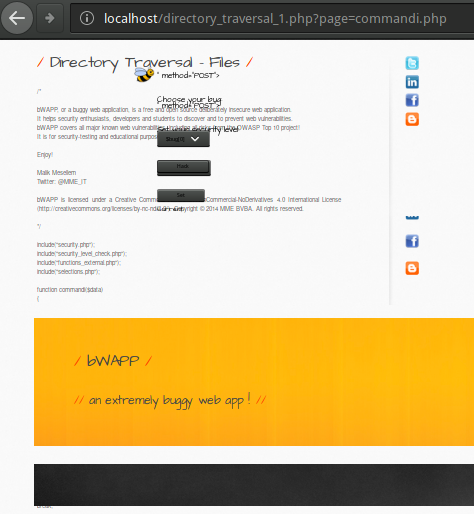 localhost/directory_traversal_1.php?page=commandi.php
/ Directory Traversal - Files /
" method="POST">
/*
Choose your bug
" method="POST">
bWAPP, or a buggy web application, is a free and open source deliberately insecure web application.
It helps security enthusiasts, developers and students to discover and to prevent web vulnerabilities.
bWAPP covers all major known web vulnerabilities, including all risks from the OWASP Top 10 project!
It is for security-testing and educational purposes
Set your security level
Enjoy!
Hack
Malik Mesellem
Twitter: @MME_IT
Set
bWAPP is licensed under a Creative Commons NonCommercial-NoDerivatives 4.0 International License
(http://creativecommons.org/licenses/by-nc-nd/4.0/). Copyright © 2014 MME BVBA. All rights reserved.
*/
include("security.php");
include("security_level_check.php");
include("functions_external.php");
include("selections.php");
function commandi($data)
{
/ bWAPP /
// an extremely buggy web app ! //